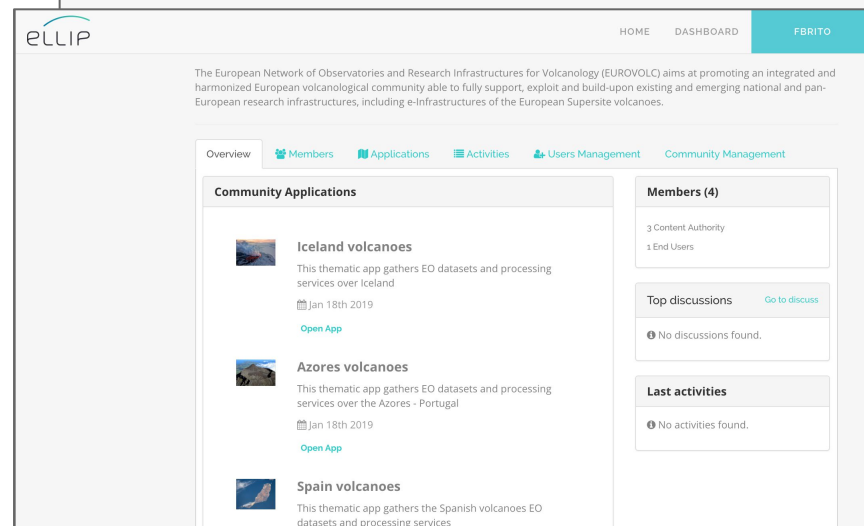 ellip
HOME DASHBOARD FBRITO
The European Network of Observatories and Research Infrastructures for Volcanology (EUROVOLC) aims at promoting an integrated and
harmonized European volcanological community able to fully support, exploit and build-upon existing and emerging national and pan-
European research infrastructures, including e-Infrastructures of the European Supersite volcanoes.
Overview Members Applications Activities Users Management Community Management
Community Applications
Iceland volcanoes
This thematic app gathers EO datasets and processing
services over Iceland
Jan 18th 2019
Open App
Azores volcanoes
This thematic app gathers EO datasets and processing
services over the Azores - Portugal
Jan 18th 2019
Open App
Spain volcanoes
This thematic app gathers the Spanish volcanoes EO
datasets and processing services
Members (4)
3 Content Authority
1 End Users
Top discussions Go to discuss
No discussions found.
Last activities
No activities found.